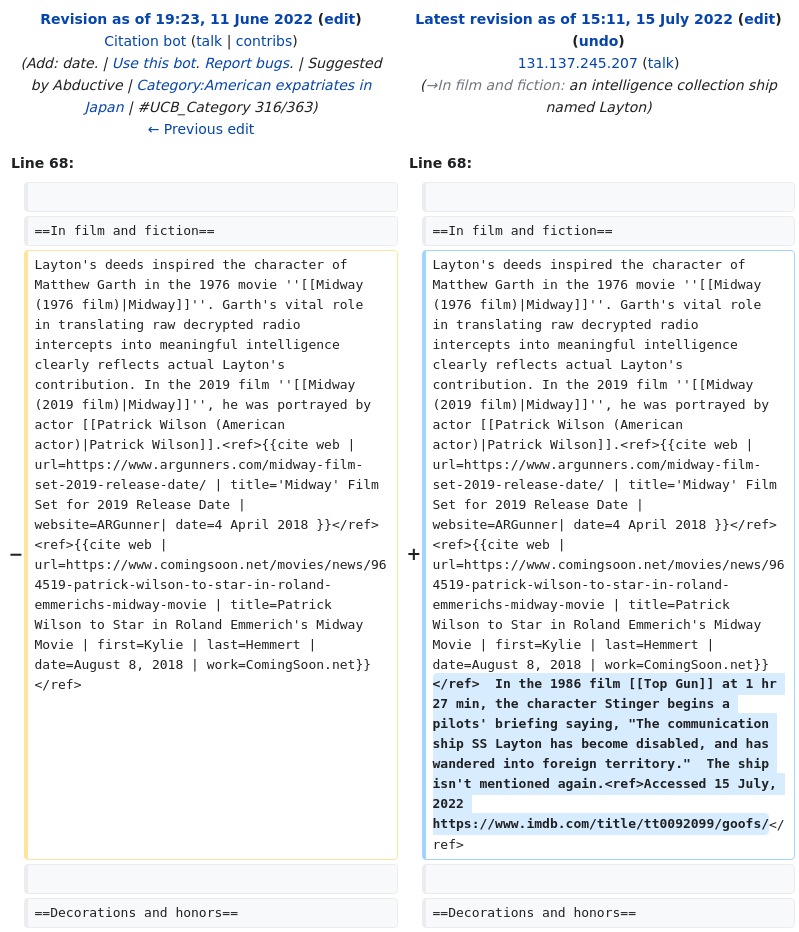 Revision as of 19:23, 11 June 2022 (edit)
Citation bot (talk | contribs)
(Add: date. | Use this bot. Report bugs. | Suggested
by Abductive | Category:American expatriates in
Japan | #UCB_Category 316/363)
← Previous edit
Latest revision as of 15:11, 15 July 2022 (edit)
(undo)
131.137.245.207 (talk)
(→In film and fiction: an intelligence collection ship
named Layton)
Line 68:
Line 68:
==In film and fiction==
==In film and fiction==
−
Layton's deeds inspired the character of
Matthew Garth in the 1976 movie ''[[Midway
(1976 film)|Midway]]''. Garth's vital role
in translating raw decrypted radio
intercepts into meaningful intelligence
clearly reflects actual Layton's
contribution. In the 2019 film ''[[Midway
(2019 film)|Midway]]'', he was portrayed by
actor [[Patrick Wilson (American
actor)|Patrick Wilson]].<ref>{{cite web |
url=https://www.argunners.com/midway-film-
set-2019-release-date/ | title='Midway' Film
Set for 2019 Release Date |
website=ARGunner| date=4 April 2018 }}</ref>
<ref>{{cite web |
url=https://www.comingsoon.net/movies/news/96
4519-patrick-wilson-to-star-in-roland-
emmerichs-midway-movie | title=Patrick
Wilson to Star in Roland Emmerich's Midway
Movie | first=Kylie | last=Hemmert |
date=August 8, 2018 | work=ComingSoon.net}}
</ref>
+
Layton's deeds inspired the character of
Matthew Garth in the 1976 movie ''[[Midway
(1976 film)|Midway]]''. Garth's vital role
in translating raw decrypted radio
intercepts into meaningful intelligence
clearly reflects actual Layton's
contribution. In the 2019 film ''[[Midway
(2019 film)|Midway]]'', he was portrayed by
actor [[Patrick Wilson (American
actor)|Patrick Wilson]].<ref>{{cite web |
url=https://www.argunners.com/midway-film-
set-2019-release-date/ | title='Midway' Film
Set for 2019 Release Date |
website=ARGunner| date=4 April 2018 }}</ref>
<ref>{{cite web |
url=https://www.comingsoon.net/movies/news/96
4519-patrick-wilson-to-star-in-roland-
emmerichs-midway-movie | title=Patrick
Wilson to Star in Roland Emmerich's Midway
Movie | first=Kylie | last=Hemmert |
date=August 8, 2018 | work=ComingSoon.net}}
</ref>  In the 1986 film [[Top Gun]] at 1 hr
27 min, the character Stinger begins a
pilots' briefing saying, "The communication
ship SS Layton has become disabled, and has
wandered into foreign territory."  The ship
isn't mentioned again.<ref>Accessed 15 July,
2022
https://www.imdb.com/title/tt0092099/goofs/</
ref>
==Decorations and honors==
==Decorations and honors==